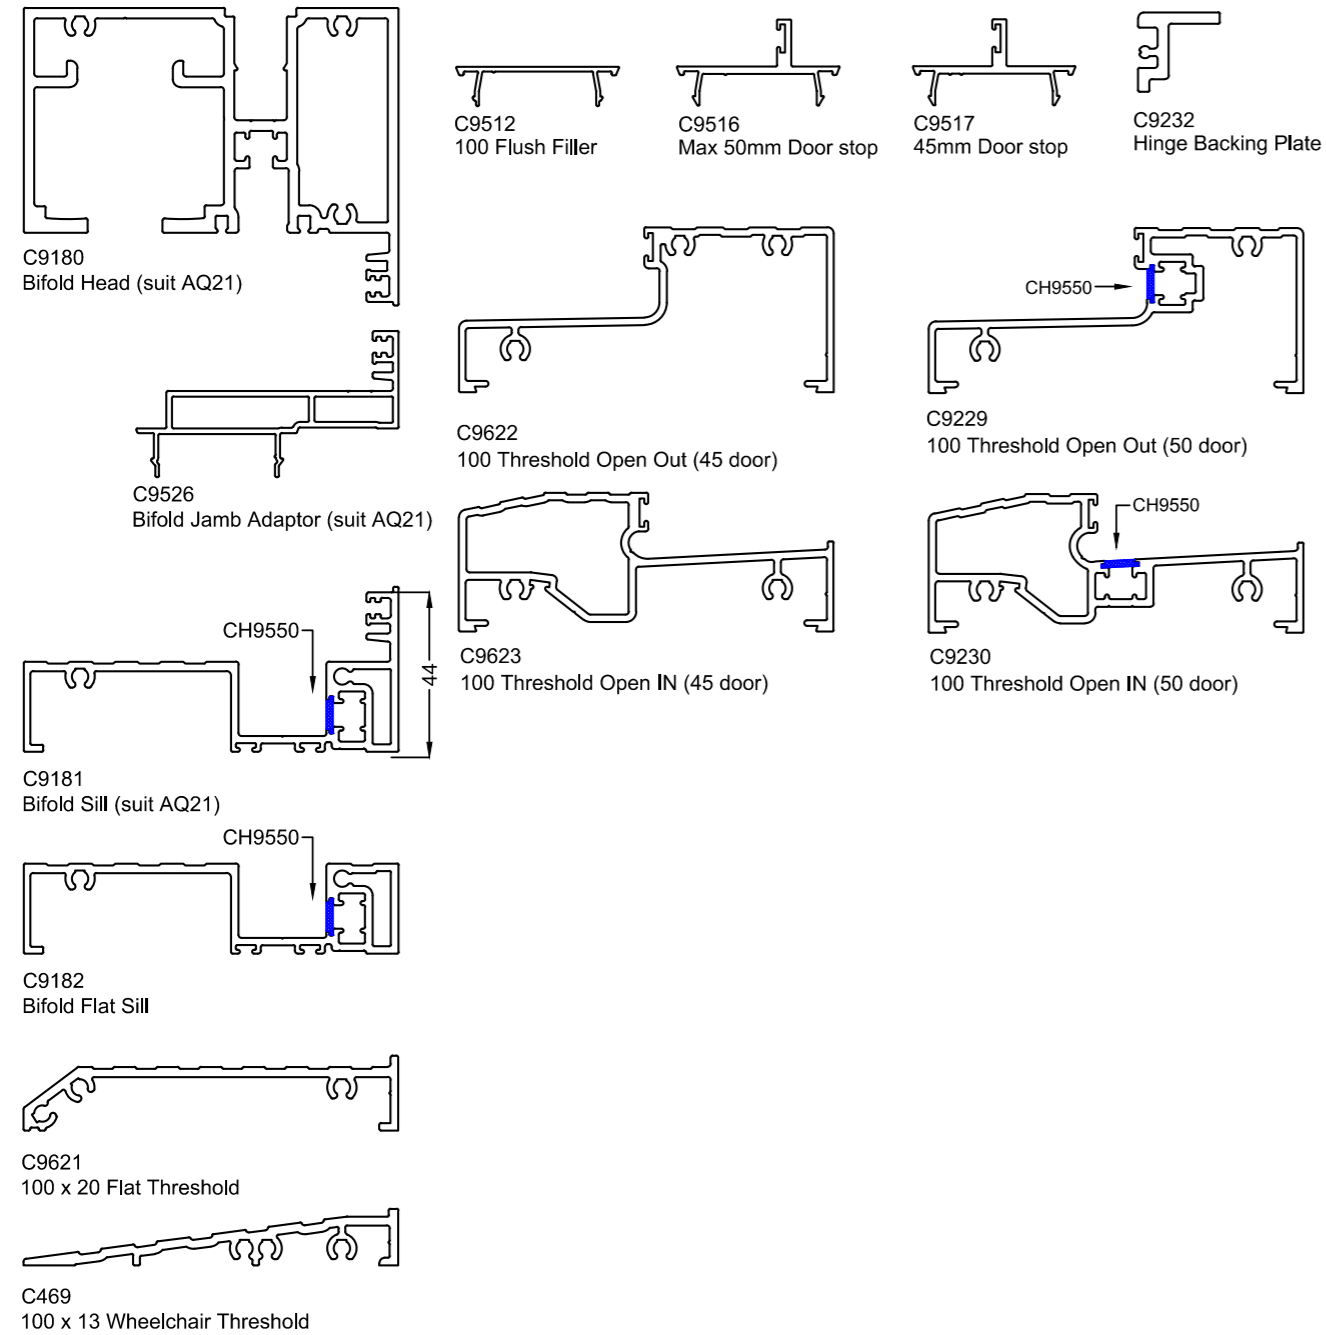 C9180
Bifold Head (suit AQ21)
C9512
100 Flush Filler
C9516
Max 50mm Door stop
C9517
45mm Door stop
C9232
Hinge Backing Plate
C9526
Bifold Jamb Adaptor (suit AQ21)
C9622
100 Threshold Open Out (45 door)
CH9550
C9229
100 Threshold Open Out (50 door)
CH9550
44
C9181
Bifold Sill (suit AQ21)
C9623
100 Threshold Open IN (45 door)
CH9550
C9230
100 Threshold Open IN (50 door)
CH9550
C9182
Bifold Flat Sill
C9621
100 x 20 Flat Threshold
C469
100 x 13 Wheelchair Threshold